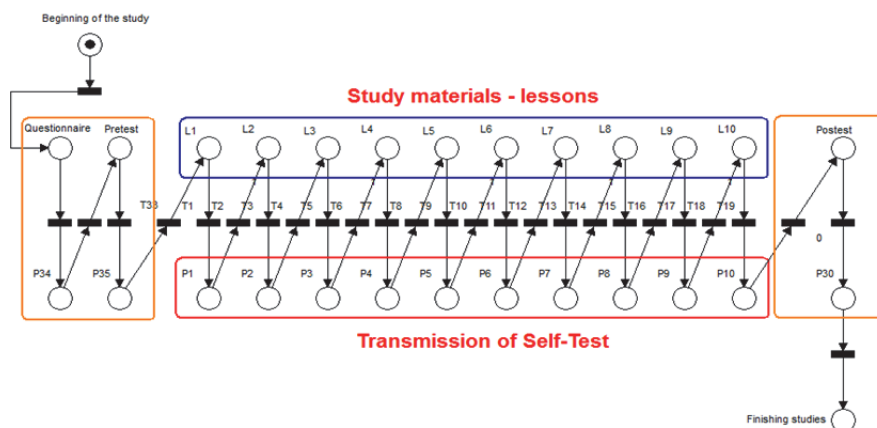 Beginning of the study
Study materials - lessons
Questionnaire Pretest L1 L2 L3 L4 L5 L6 L7 L8 L9 L10 Postest
T33 T1 T2 T3 T4 T5 T6 T7 T8 T9 T10 T11 T12 T13 T14 T15 T16 T17 T18 T19
0
P34 P35 P1 P2 P3 P4 P5 P6 P7 P8 P9 P10 P30
Transmission of Self-Test
Finishing studies